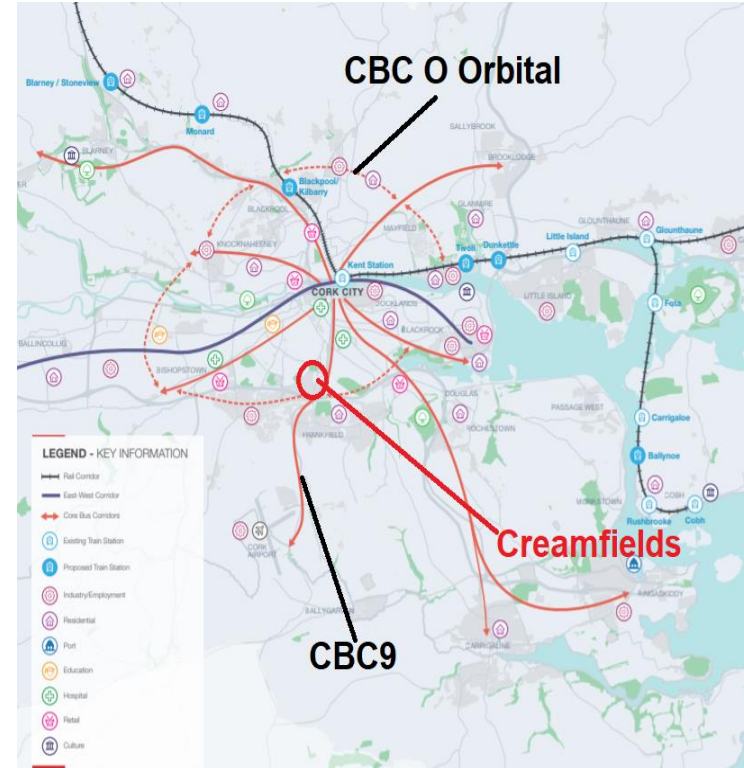 CBC O Orbital
Blarney / Stoneview
Monard
SALLYBROOK
BROOKLODGE
BLARNEY
Blackpool/
Kilbarry
GLANMIRE
BLACKPOOL
MAYFIELD
GLOUNTHAUNE
KNOCKNAHEENEY
Little Island
Glounthaune
Tivoli
Dunkettle
Kent Station
CORK CITY
DOCKLANDS
LITTLE ISLAND
Fota
BLACKROCK
BALLINCOLLIG
BISHOPSTOWN
DOUGLAS
PASSAGE WEST
ROCHESTOWN
Carrigaloe
FRANKFIELD
LEGEND - KEY INFORMATION
Rail Corridor
East-West Corridor
Core Bus Corridors
Existing Train Station
Proposed Train Station
Industry/Employment
Residential
Port
Education
Hospital
Retail
Culture
Ballynoe
MONKSTOWN
COBH
Rushbrooke
Cobh
Creamfields
CORK
AIRPORT
RINGASKIDDY
CARRIGALINE
CBC9